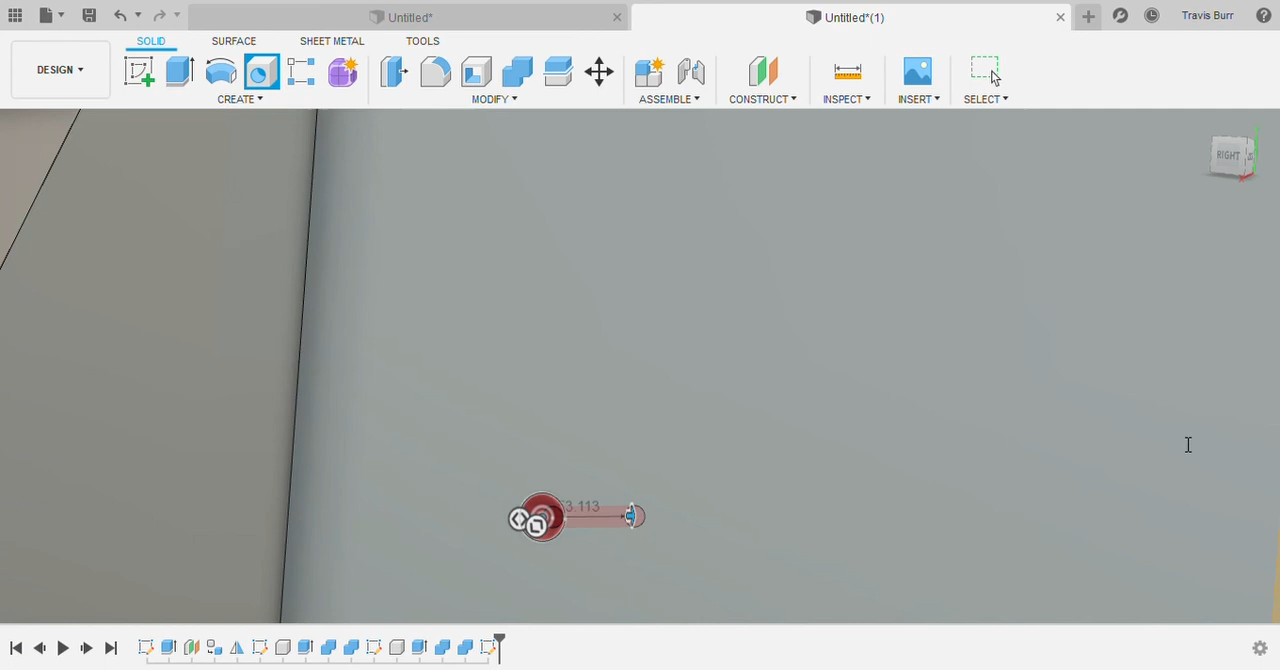 Untitled*
Untitled*(1)
Travis Burr
SOLID
SURFACE
SHEET METAL
TOOLS
DESIGN
CREATE
MODIFY
ASSEMBLE
CONSTRUCT
INSPECT
INSERT
SELECT
RIGHT
3.113